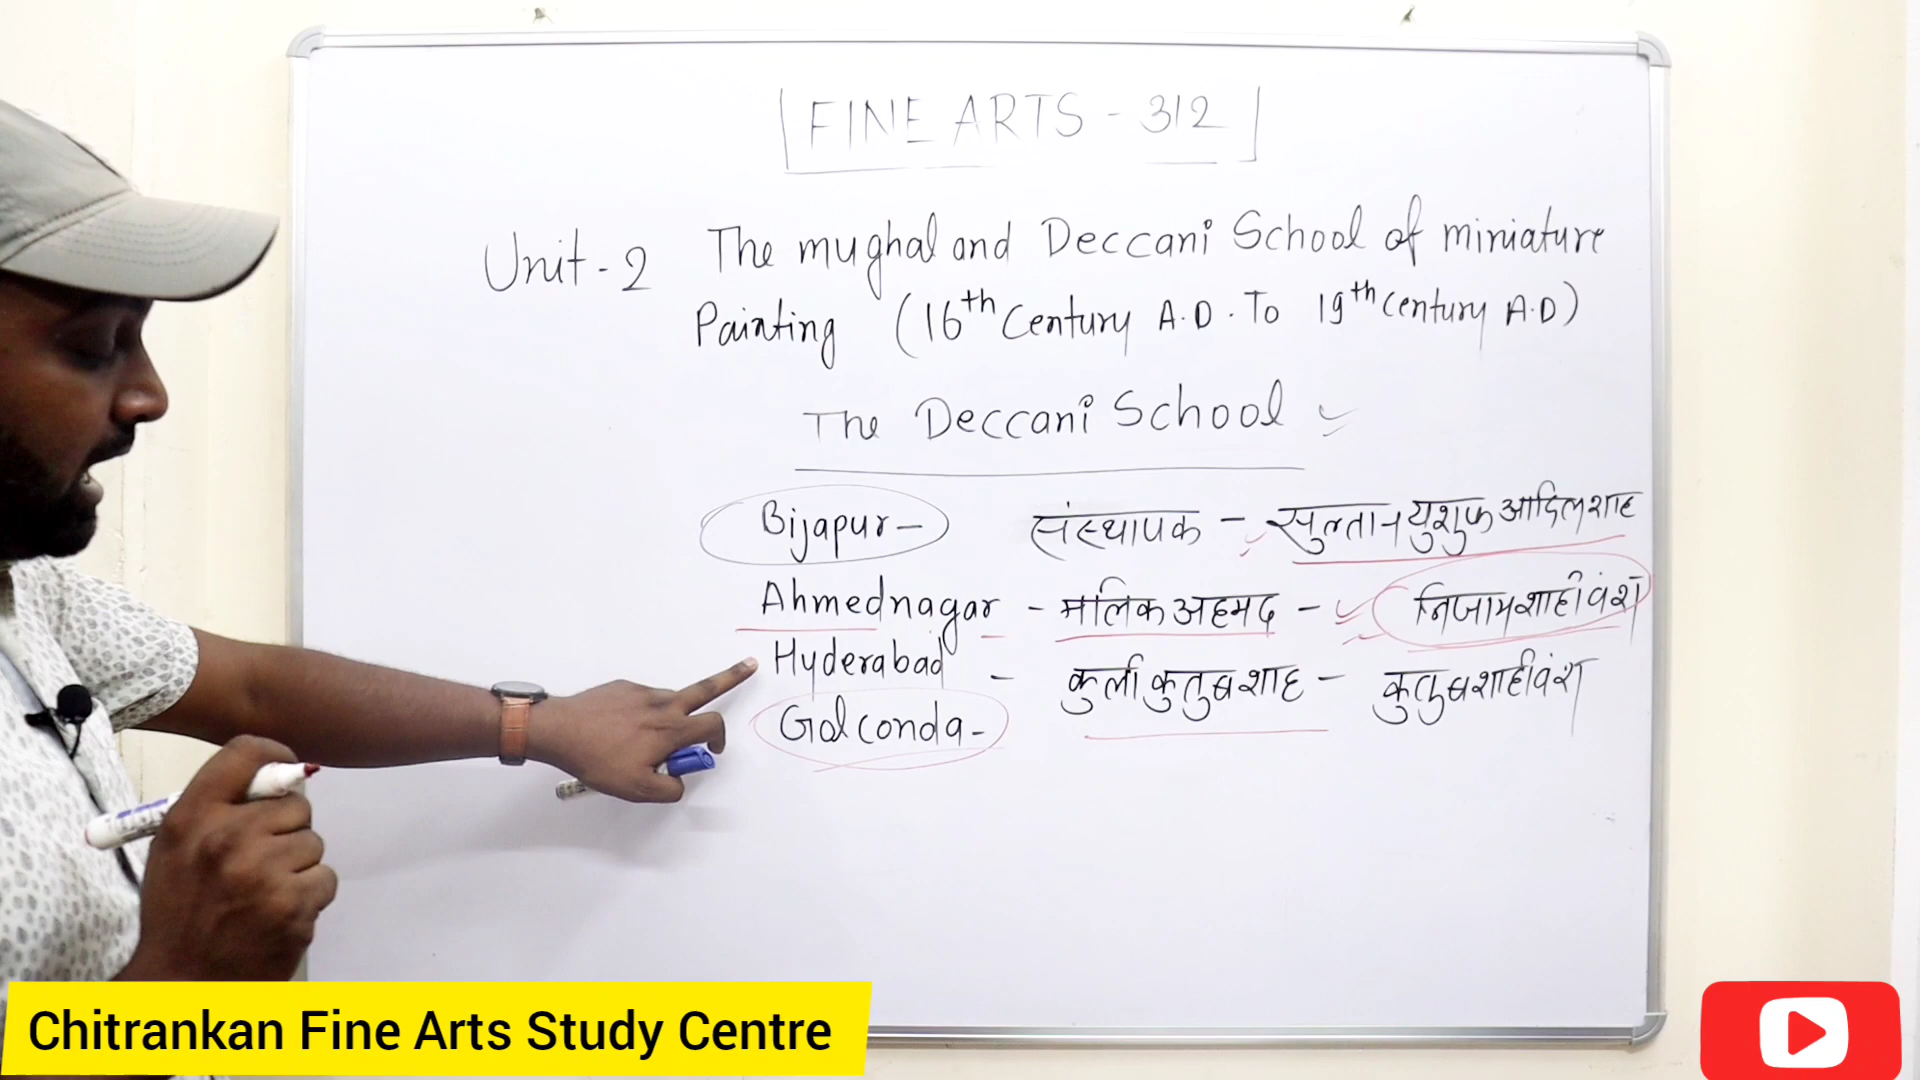 FINE ARTS - 312
Unit - 2 The mughal and Deccani School of miniature
Painting (16th Century A.D. To 19th Century A.D)
The Deccani School
Bijapur - संस्थापक - सुल्तान युशुफ आदिलशाह
Ahmednagar - मलिक अहमद - निजामशाही वंश
Hyderabad - कुली कुतुबशाह - कुतुबशाही वंश
Golconda -
Chitrankan Fine Arts Study Centre